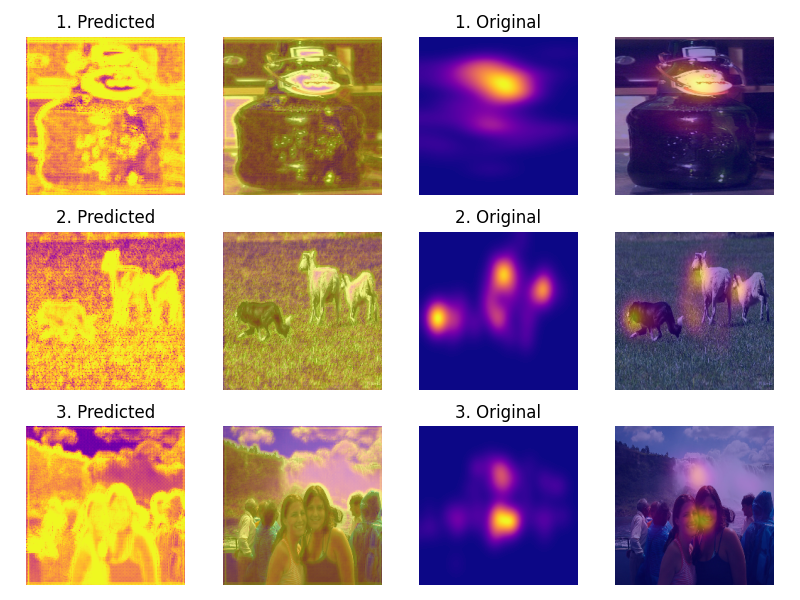 1. Predicted
1. Original
2. Predicted
2. Original
3. Predicted
3. Original